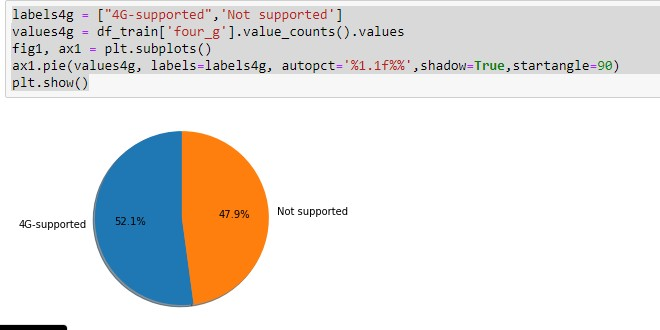 labels4g = ["4G-supported",'Not supported']
values4g = df_train['four_g'].value_counts().values
fig1, ax1 = plt.subplots()
ax1.pie(values4g, labels=labels4g, autopct='%1.1f%%',shadow=True,startangle=90)
plt.show()
47.9%
Not supported
52.1%
4G-supported